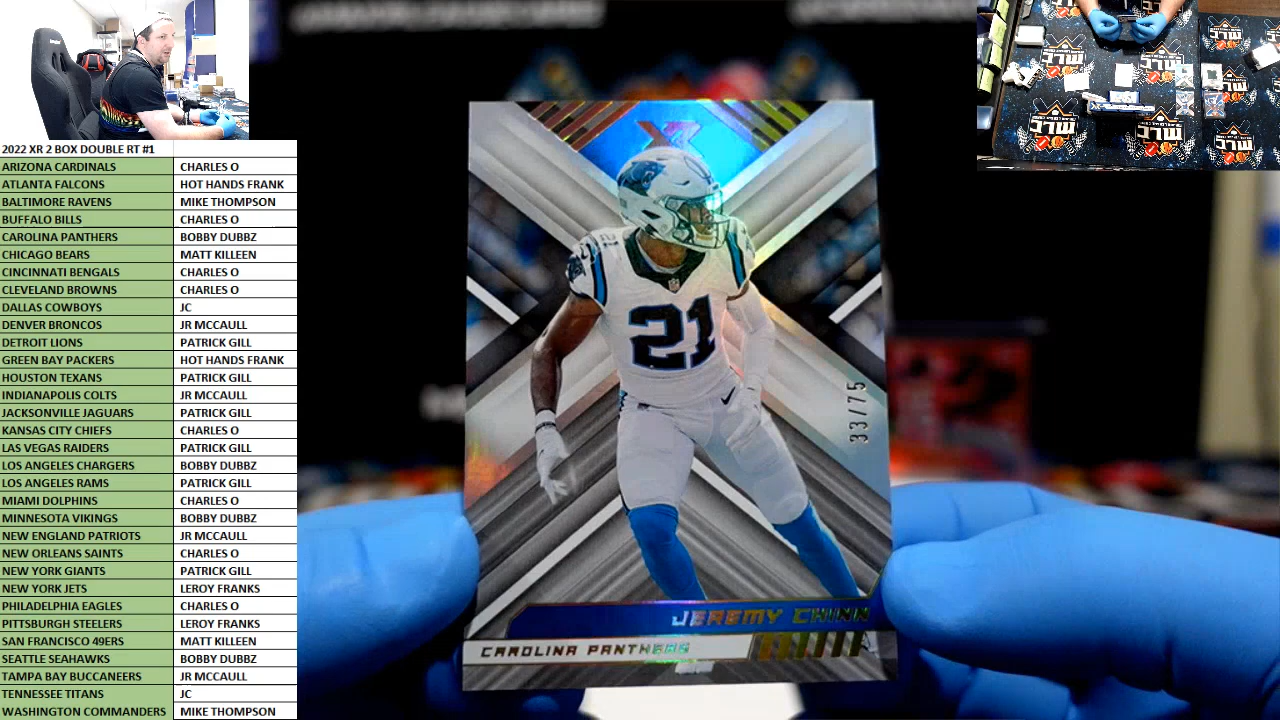 2022 XR 2 BOX DOUBLE RT #1
ARIZONA CARDINALS CHARLES O
ATLANTA FALCONS HOT HANDS FRANK
BALTIMORE RAVENS MIKE THOMPSON
BUFFALO BILLS CHARLES O
CAROLINA PANTHERS BOBBY DUBBZ
CHICAGO BEARS MATT KILLEEN
CINCINNATI BENGALS CHARLES O
CLEVELAND BROWNS CHARLES O
DALLAS COWBOYS JC
DENVER BRONCOS JR MCCAULL
DETROIT LIONS PATRICK GILL
GREEN BAY PACKERS HOT HANDS FRANK
HOUSTON TEXANS PATRICK GILL
INDIANAPOLIS COLTS JR MCCAULL
JACKSONVILLE JAGUARS PATRICK GILL
KANSAS CITY CHIEFS CHARLES O
LAS VEGAS RAIDERS PATRICK GILL
LOS ANGELES CHARGERS BOBBY DUBBZ
LOS ANGELES RAMS PATRICK GILL
MIAMI DOLPHINS CHARLES O
MINNESOTA VIKINGS BOBBY DUBBZ
NEW ENGLAND PATRIOTS JR MCCAULL
NEW ORLEANS SAINTS CHARLES O
NEW YORK GIANTS PATRICK GILL
NEW YORK JETS LEROY FRANKS
PHILADELPHIA EAGLES CHARLES O
PITTSBURGH STEELERS LEROY FRANKS
SAN FRANCISCO 49ERS MATT KILLEEN
SEATTLE SEAHAWKS BOBBY DUBBZ
TAMPA BAY BUCCANEERS JR MCCAULL
TENNESSEE TITANS JC
WASHINGTON COMMANDERS MIKE THOMPSON
XR
21
21
33/75
JEREMY CHINN
CAROLINA PANTHERS